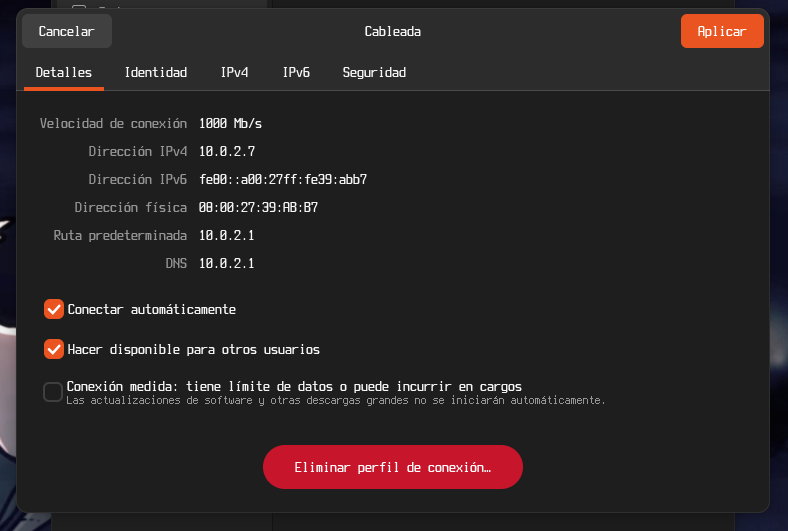 Cancelar
Cableada
Aplicar
Detalles
Identidad
IPv4
IPv6
Seguridad
Velocidad de conexión 1000 Mb/s
Dirección IPv4 10.0.2.7
Dirección IPv6 fe80::a00:27ff:fe39:abb7
Dirección física 08:00:27:39:AB:B7
Ruta predeterminada 10.0.2.1
DNS 10.0.2.1
Conectar automáticamente
Hacer disponible para otros usuarios
Conexión medida: tiene límite de datos o puede incurrir en cargos
Las actualizaciones de software y otras descargas grandes no se iniciarán automáticamente.
Eliminar perfil de conexión…